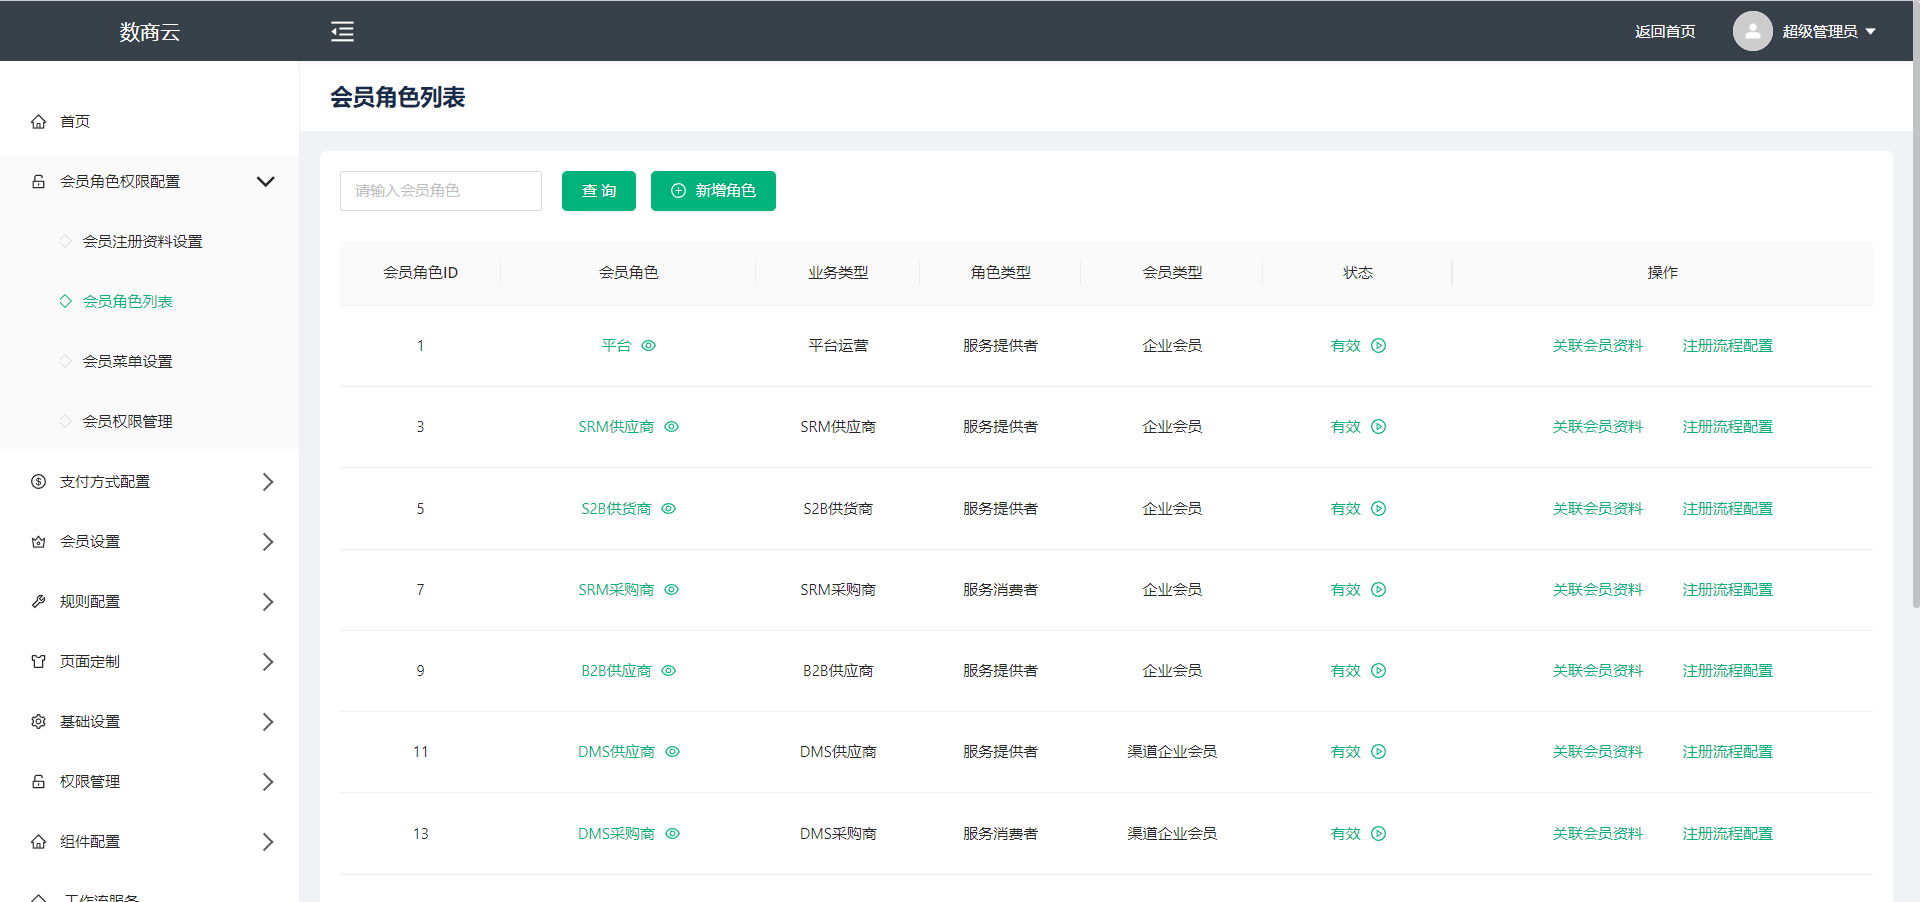 数商云
返回首页
超级管理员
首页
会员角色权限配置
会员注册资料设置
会员角色列表
会员菜单设置
会员权限管理
支付方式配置
会员设置
规则配置
页面定制
基础设置
权限管理
组件配置
工作流服务
会员角色列表
请输入会员角色
查 询
新增角色
会员角色ID 会员角色 业务类型 角色类型 会员类型 状态 操作
1 平台 平台运营 服务提供者 企业会员 有效 关联会员资料 注册流程配置
3 SRM供应商 SRM供应商 服务提供者 企业会员 有效 关联会员资料 注册流程配置
5 S2B供货商 S2B供货商 服务提供者 企业会员 有效 关联会员资料 注册流程配置
7 SRM采购商 SRM采购商 服务消费者 企业会员 有效 关联会员资料 注册流程配置
9 B2B供应商 B2B供应商 服务提供者 企业会员 有效 关联会员资料 注册流程配置
11 DMS供应商 DMS供应商 服务提供者 渠道企业会员 有效 关联会员资料 注册流程配置
13 DMS采购商 DMS采购商 服务消费者 渠道企业会员 有效 关联会员资料 注册流程配置